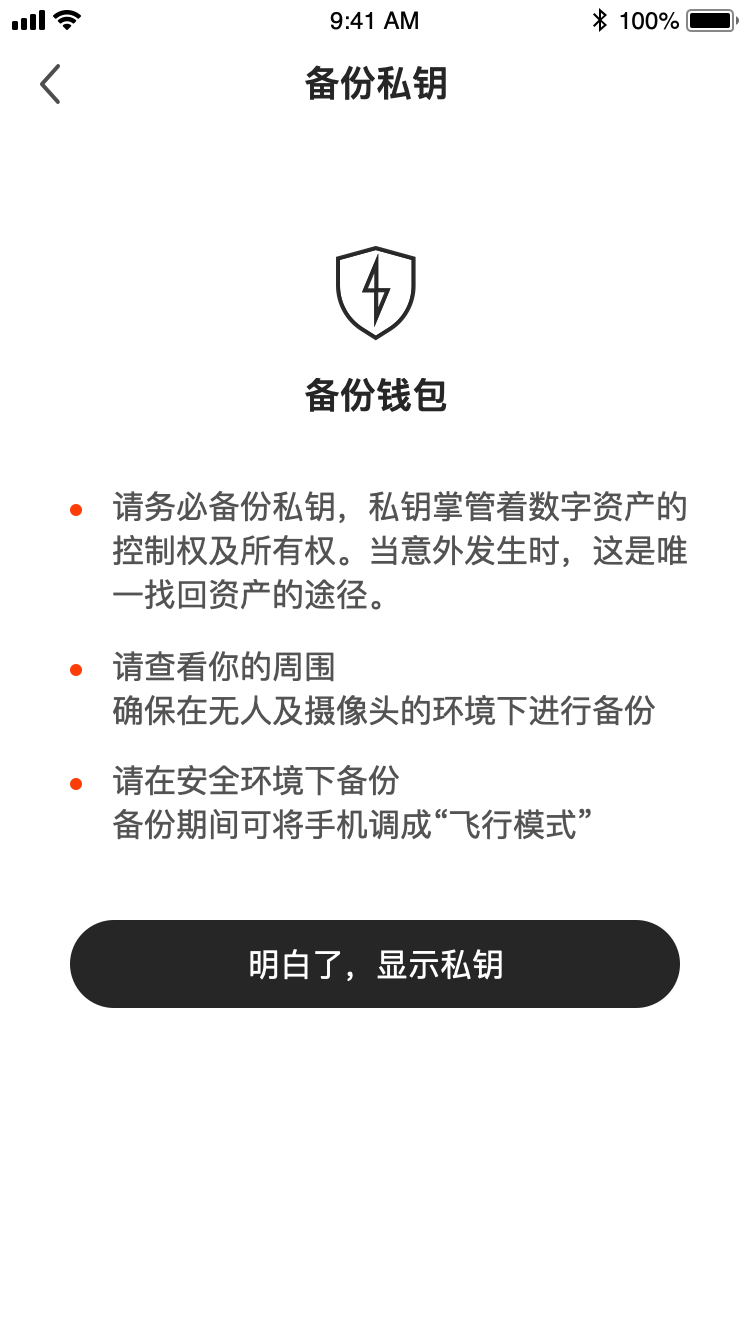 9:41 AM
100%
备份私钥
备份钱包
请务必备份私钥，私钥掌管着数字资产的
控制权及所有权。当意外发生时，这是唯
一找回资产的途径。
请查看你的周围
确保在无人及摄像头的环境下进行备份
请在安全环境下备份
备份期间可将手机调成“飞行模式”
明白了，显示私钥